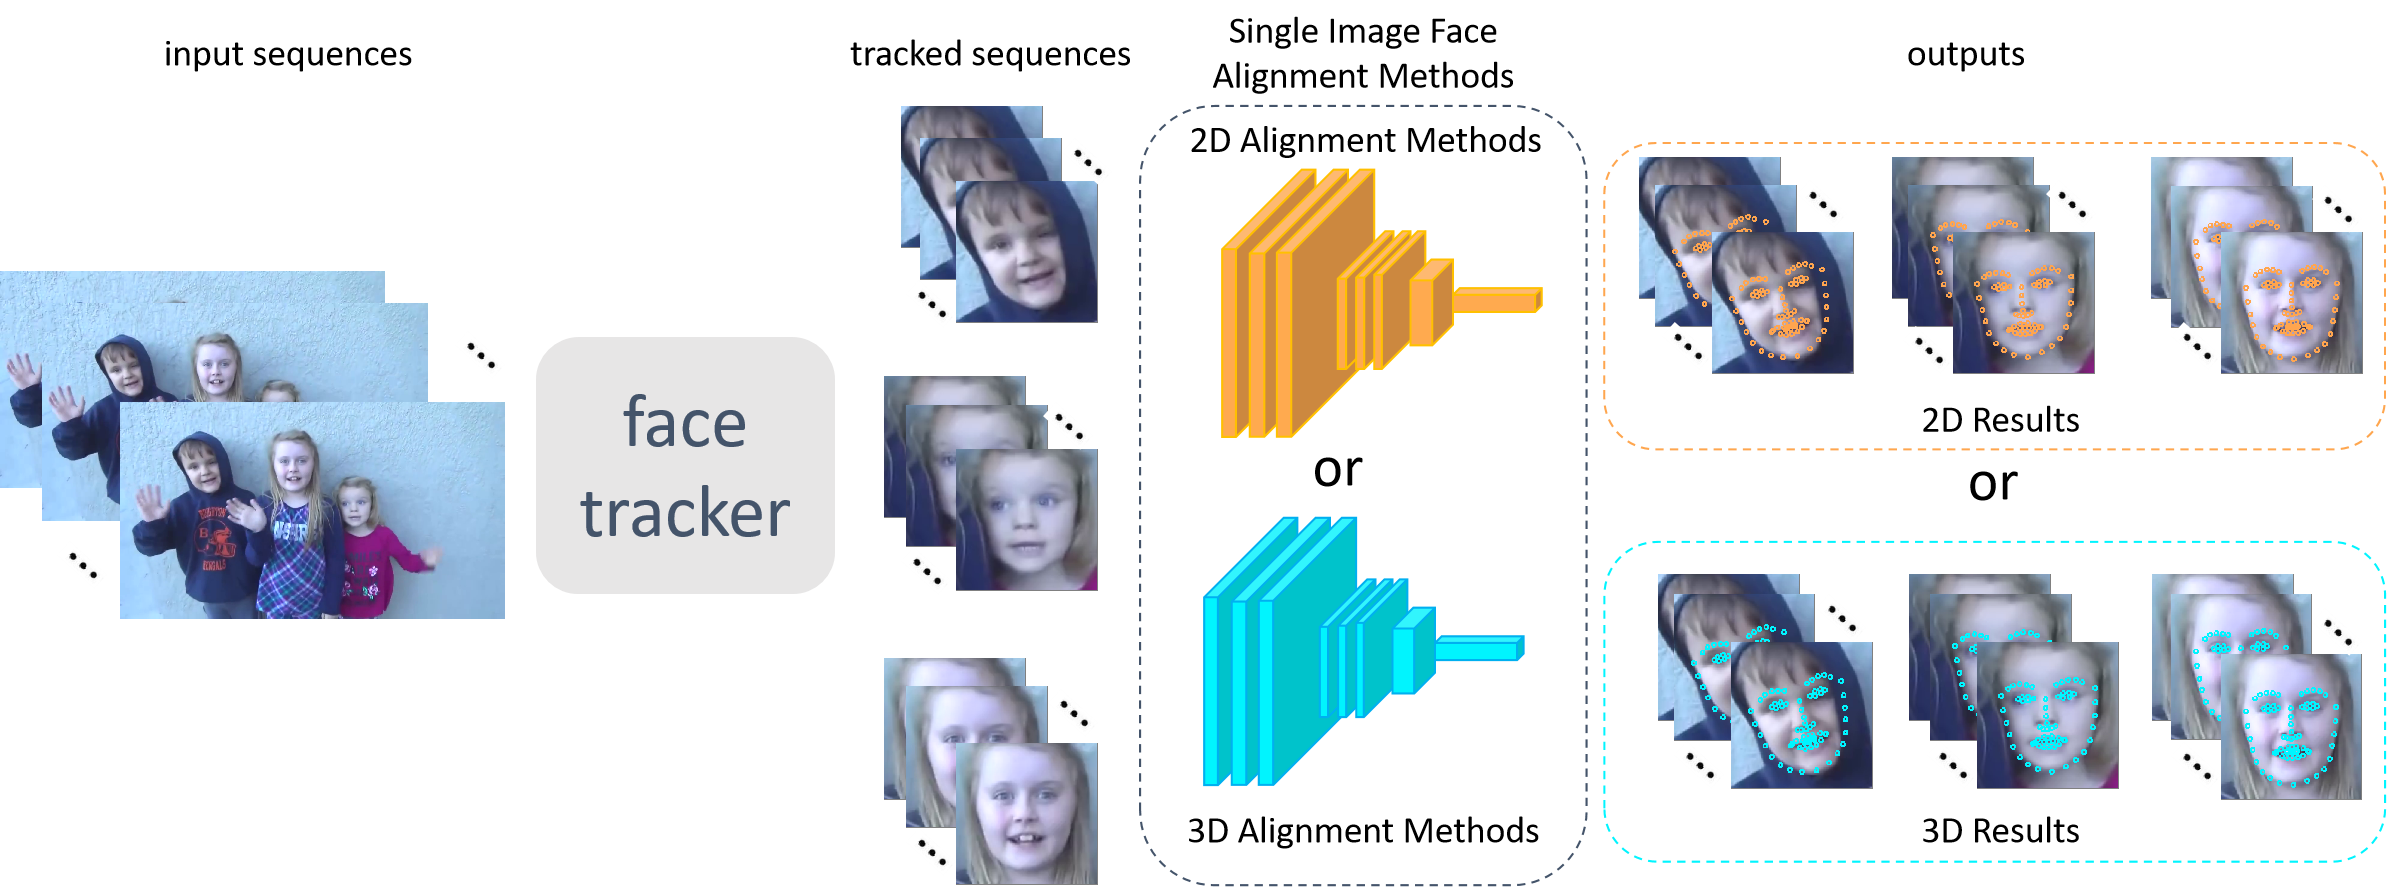 input sequences
tracked sequences
Single Image Face
Alignment Methods
outputs
2D Alignment Methods
face
tracker
or
2D Results
or
3D Alignment Methods
3D Results
B
BENGALS